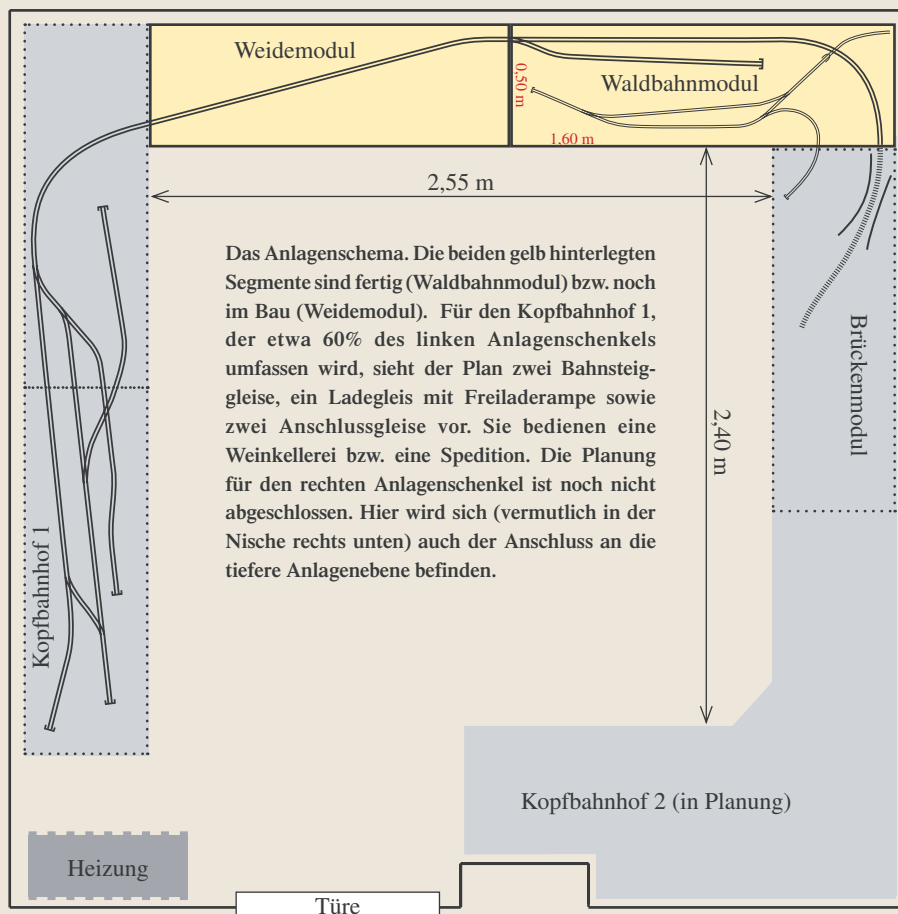 Weidemodul
Waldbahnmodul
0,50 m
1,60 m
2,55 m
Das Anlagenschema. Die beiden gelb hinterlegten
Segmente sind fertig (Waldbahnmodul) bzw. noch
im Bau (Weidemodul). Für den Kopfbahnhof 1,
der etwa 60% des linken Anlagenschenkels
umfassen wird, sieht der Plan zwei Bahnsteig-
gleise, ein Ladegleis mit Freiladerampe sowie
zwei Anschlussgleise vor. Sie bedienen eine
Weinkellerei bzw. eine Spedition. Die Planung
für den rechten Anlagenschenkel ist noch nicht
abgeschlossen. Hier wird sich (vermutlich in der
Nische rechts unten) auch der Anschluss an die
tiefere Anlagenebene befinden.
2,40 m
Brückenmodul
Kopfbahnhof 1
Kopfbahnhof 2 (in Planung)
Heizung
Türe